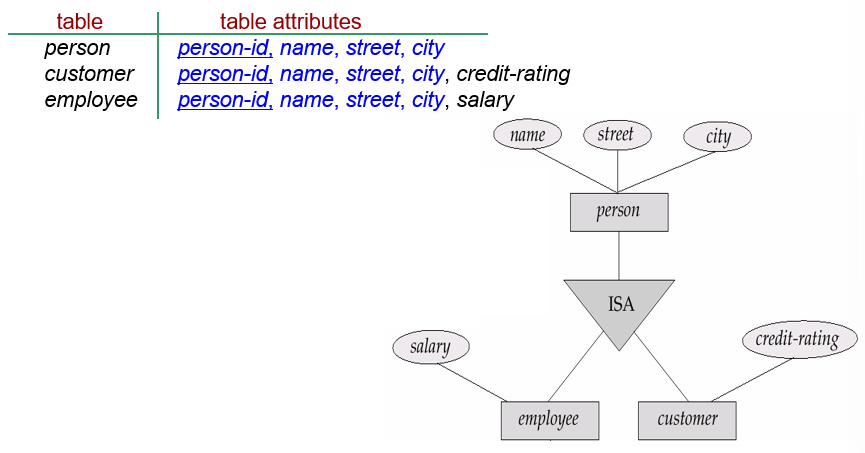 table table attributes
person person-id, name, street, city
customer person-id, name, street, city, credit-rating
employee person-id, name, street, city, salary
name street city
person
ISA
salary credit-rating
employee customer